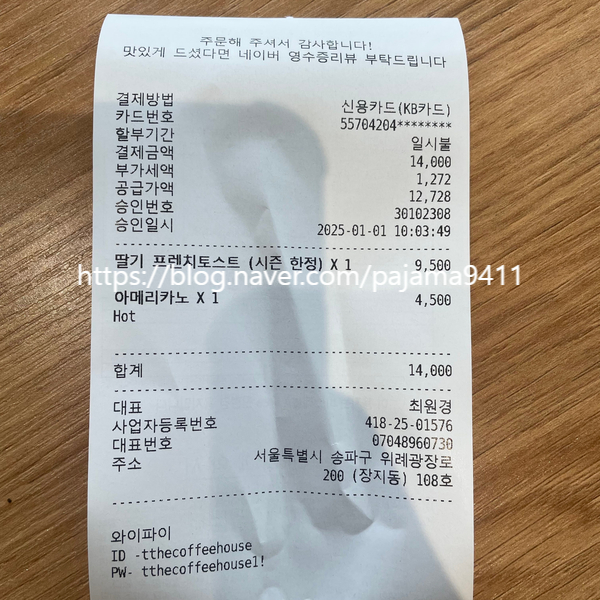 주문해 주셔서 감사합니다!
맛있게 드셨다면 네이버 영수증리뷰 부탁드립니다
결제방법 신용카드(KB카드)
카드번호 55704204********
할부기간 일시불
결제금액 14,000
부가세액 1,272
공급가액 12,728
승인번호 30102308
승인일시 2025-01-01 10:03:49
딸기 프렌치토스트 (시즌 한정) X 1 9,500
https://blog.naver.com/pajama9411
아메리카노 X 1 4,500
Hot
합계 14,000
대표 최원경
사업자등록번호 418-25-01576
대표번호 07048960730
주소 서울특별시 송파구 위례광장로
200 (장지동) 108호
와이파이
ID -tthecoffeehouse
PW- tthecoffeehouse1!